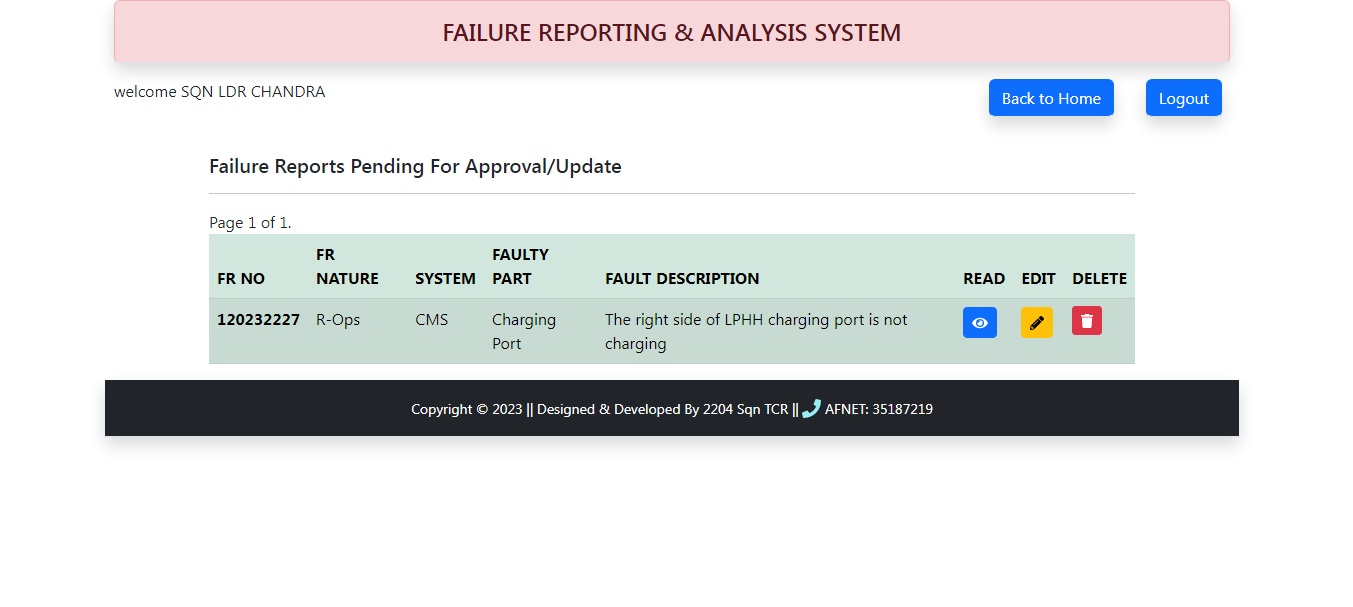 FAILURE REPORTING & ANALYSIS SYSTEM
welcome SQN LDR CHANDRA
Back to Home
Logout
Failure Reports Pending For Approval/Update
Page 1 of 1.
FR NO FR NATURE SYSTEM FAULTY PART FAULT DESCRIPTION READ EDIT DELETE
120232227 R-Ops CMS Charging Port The right side of LPHH charging port is not charging
Copyright © 2023 || Designed & Developed By 2204 Sqn TCR || AFNET: 35187219